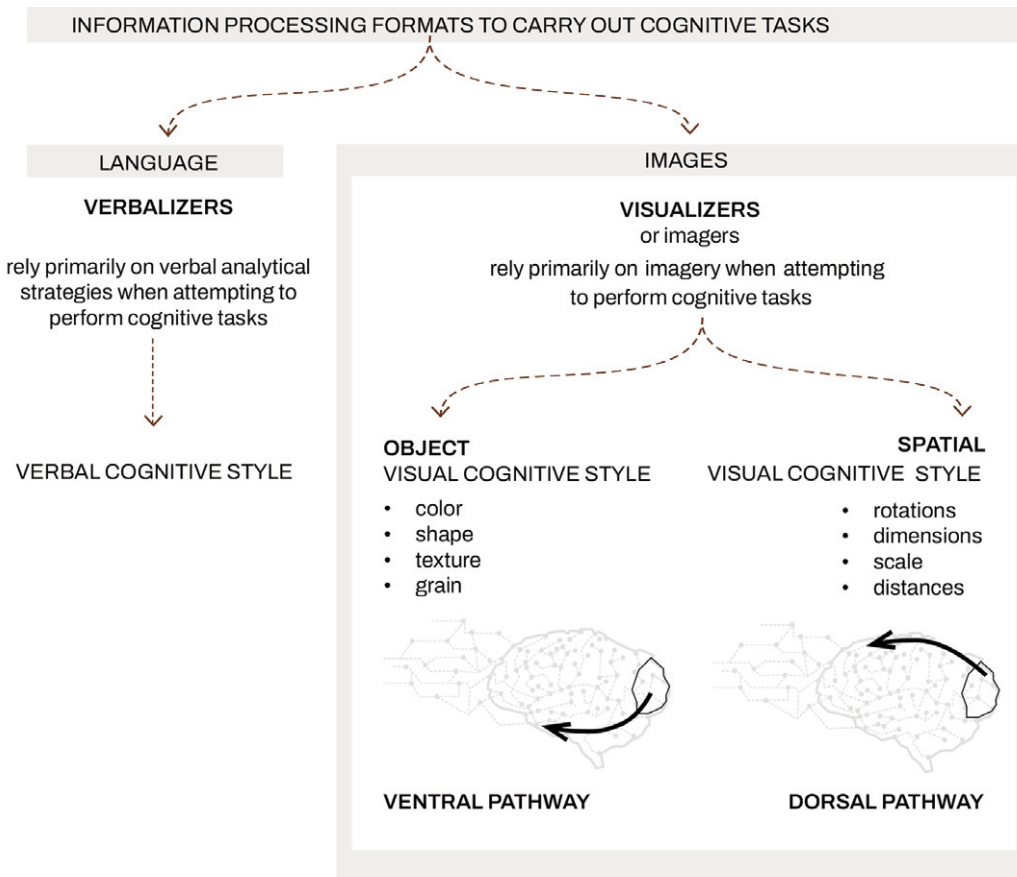 INFORMATION PROCESSING FORMATS TO CARRY OUT COGNITIVE TASKS
LANGUAGE
VERBALIZERS
rely primarily on verbal analytical
strategies when attempting to
perform cognitive tasks
VERBAL COGNITIVE STYLE
IMAGES
VISUALIZERS
or imagers
rely primarily on imagery when attempting
to perform cognitive tasks
OBJECT
VISUAL COGNITIVE STYLE
• color
• shape
• texture
• grain
VENTRAL PATHWAY
SPATIAL
VISUAL COGNITIVE STYLE
• rotations
• dimensions
• scale
• distances
DORSAL PATHWAY